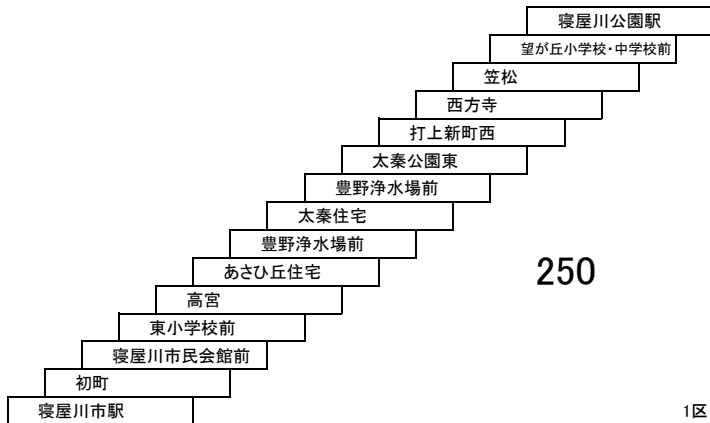 寝屋川公園駅
望が丘小学校・中学校前
笠松
西方寺
打上新町西
太秦公園東
豊野浄水場前
太秦住宅
豊野浄水場前
あさひ丘住宅
250
高宮
東小学校前
寝屋川市民会館前
初町
寝屋川市駅
1区